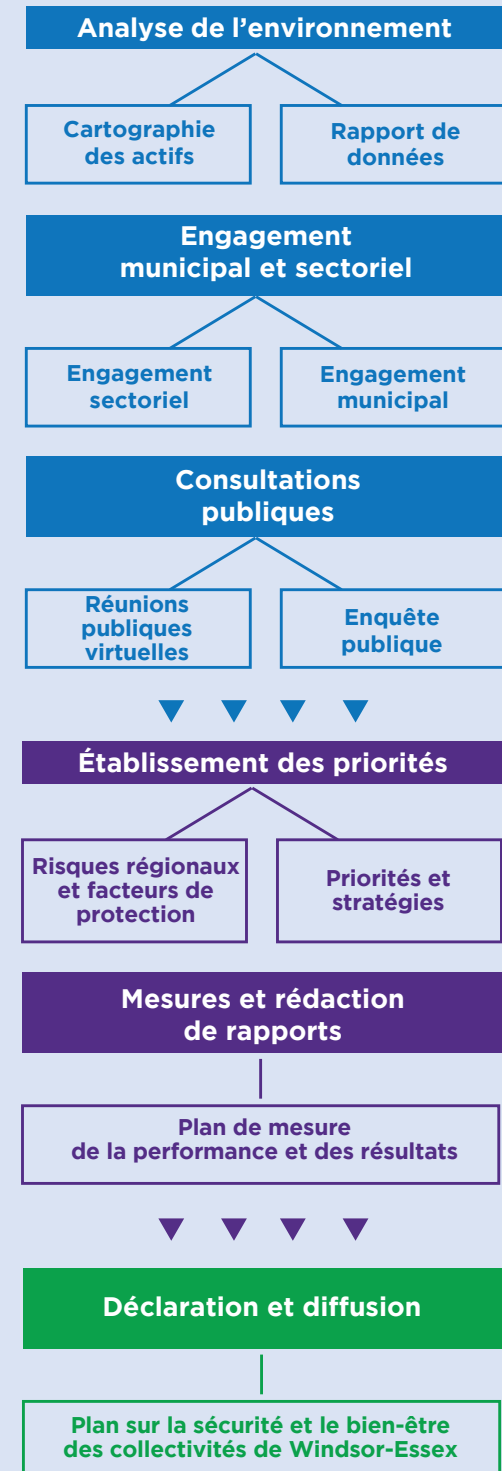 Analyse de l’environnement
Cartographie
des actifs
Rapport de
données
Engagement
municipal et sectoriel
Engagement
sectoriel
Engagement
municipal
Consultations
publiques
Réunions
publiques
virtuelles
Enquête
publique
Établissement des priorités
Risques régionaux
et facteurs de
protection
Priorités et
stratégies
Mesures et rédaction
de rapports
Plan de mesure
de la performance et des résultats
Déclaration et diffusion
Plan sur la sécurité et le bien-être
des collectivités de Windsor-Essex